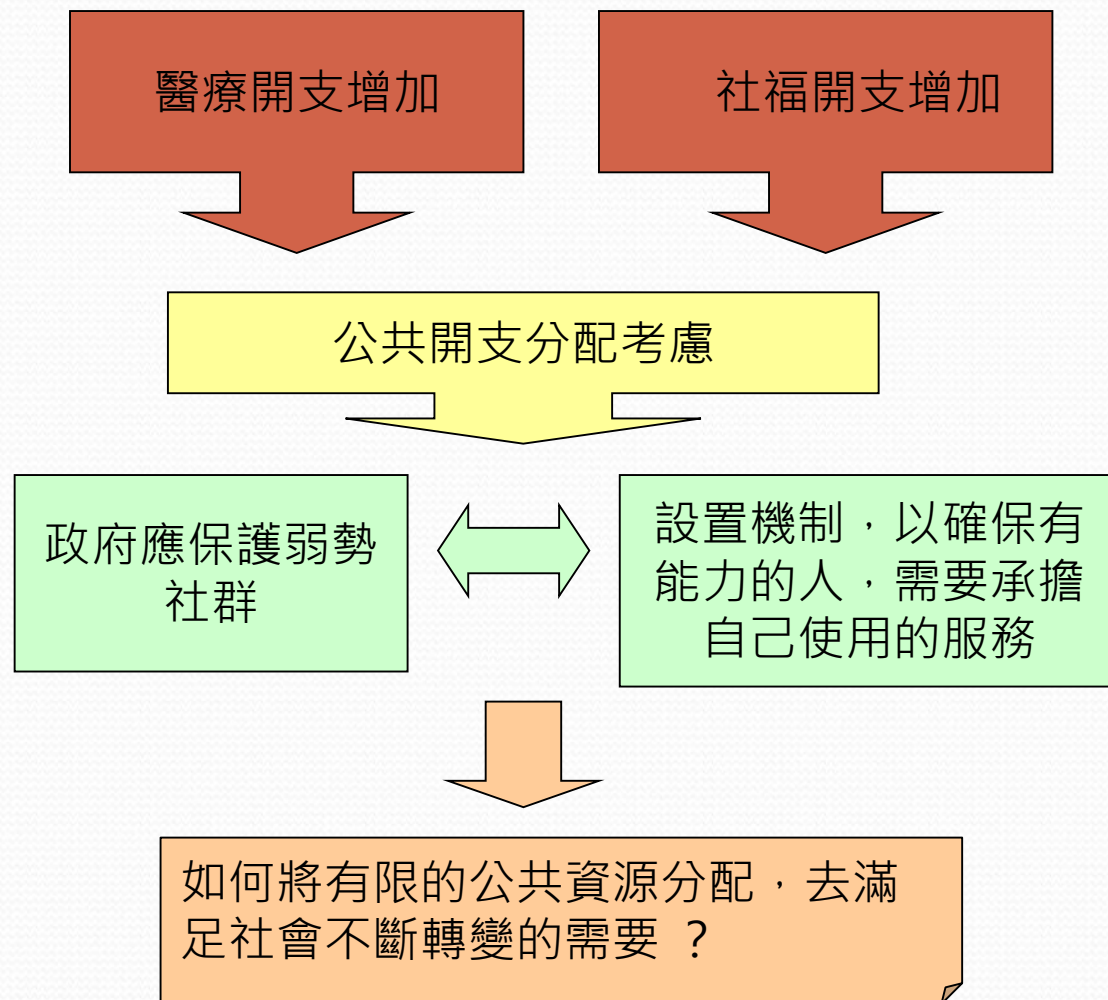 醫療開支增加
社福開支增加
公共開支分配考慮
政府應保護弱勢
社群
設置機制，以確保有
能力的人，需要承擔
自己使用的服務
如何將有限的公共資源分配，去滿
足社會不斷轉變的需要 ？